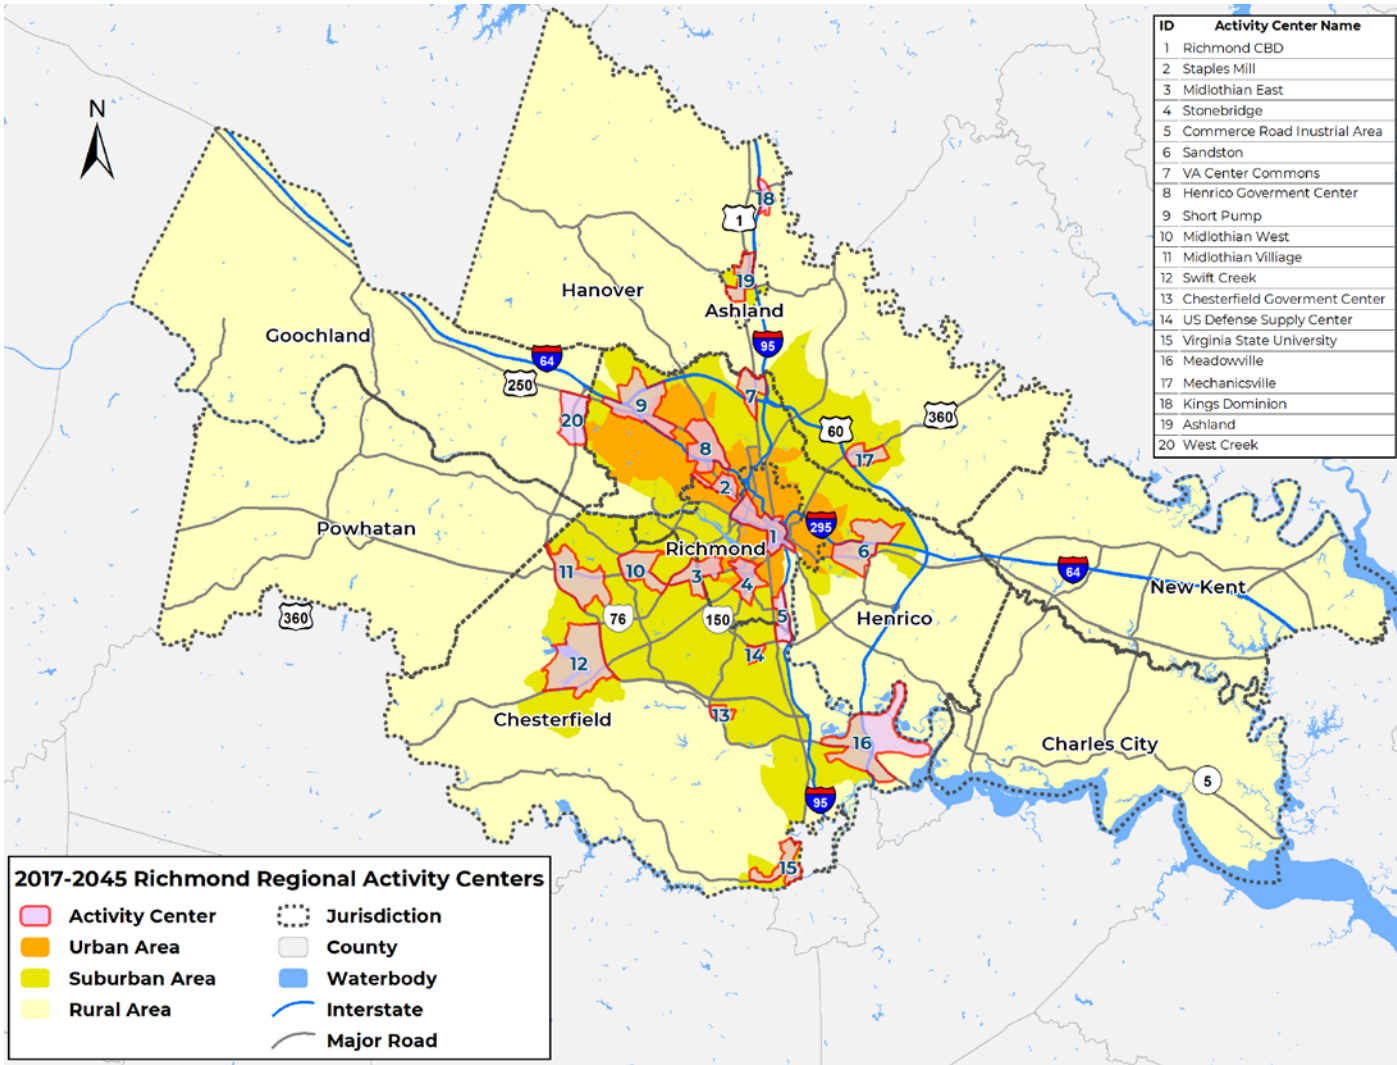 ID Activity Center Name
1 Richmond CBD
2 Staples Mill
3 Midlothian East
4 Stonebridge
5 Commerce Road Inustrial Area
6 Sandston
7 VA Center Commons
8 Henrico Goverment Center
9 Short Pump
10 Midlothian West
11 Midlothian Villiage
12 Swift Creek
13 Chesterfield Goverment Center
14 US Defense Supply Center
15 Virginia State University
16 Meadowville
17 Mechanicsville
18 Kings Dominion
19 Ashland
20 West Creek
N
18
1
19
Hanover
Ashland
Goochland
95
64
250
7
9
20
360
60
8
17
2
Powhatan
295
1
Richmond
6
11
10
3
4
64
New Kent
360
76
150
5
Henrico
14
12
13
Chesterfield
16
Charles City
5
95
15
2017-2045 Richmond Regional Activity Centers
Activity Center
Urban Area
Suburban Area
Rural Area
Jurisdiction
County
Waterbody
Interstate
Major Road